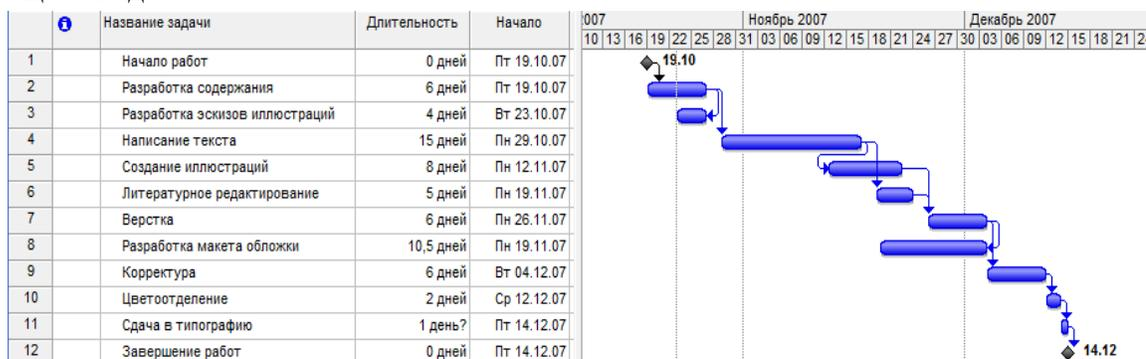 Название задачи Длительность Начало :007 Ноябрь 2007 Декабрь 2007
10 13 16 19 22 25 28 31 03 06 09 12 15 18 21 24 27 30 03 06 09 12 15 18 21
1 Начало работ 0 дней Пт 19.10.07 19.10
2 Разработка содержания 6 дней Пт 19.10.07
3 Разработка эскизов иллюстраций 4 дней Вт 23.10.07
4 Написание текста 15 дней Пн 29.10.07
5 Создание иллюстраций 8 дней Пн 12.11.07
6 Литературное редактирование 5 дней Пн 19.11.07
7 Верстка 6 дней Пн 26.11.07
8 Разработка макета обложки 10,5 дней Пн 19.11.07
9 Корректура 6 дней Вт 04.12.07
10 Цветоотделение 2 дней Ср 12.12.07
11 Сдача в типографию 1 день? Пт 14.12.07
12 Завершение работ 0 дней Пт 14.12.07 14.12